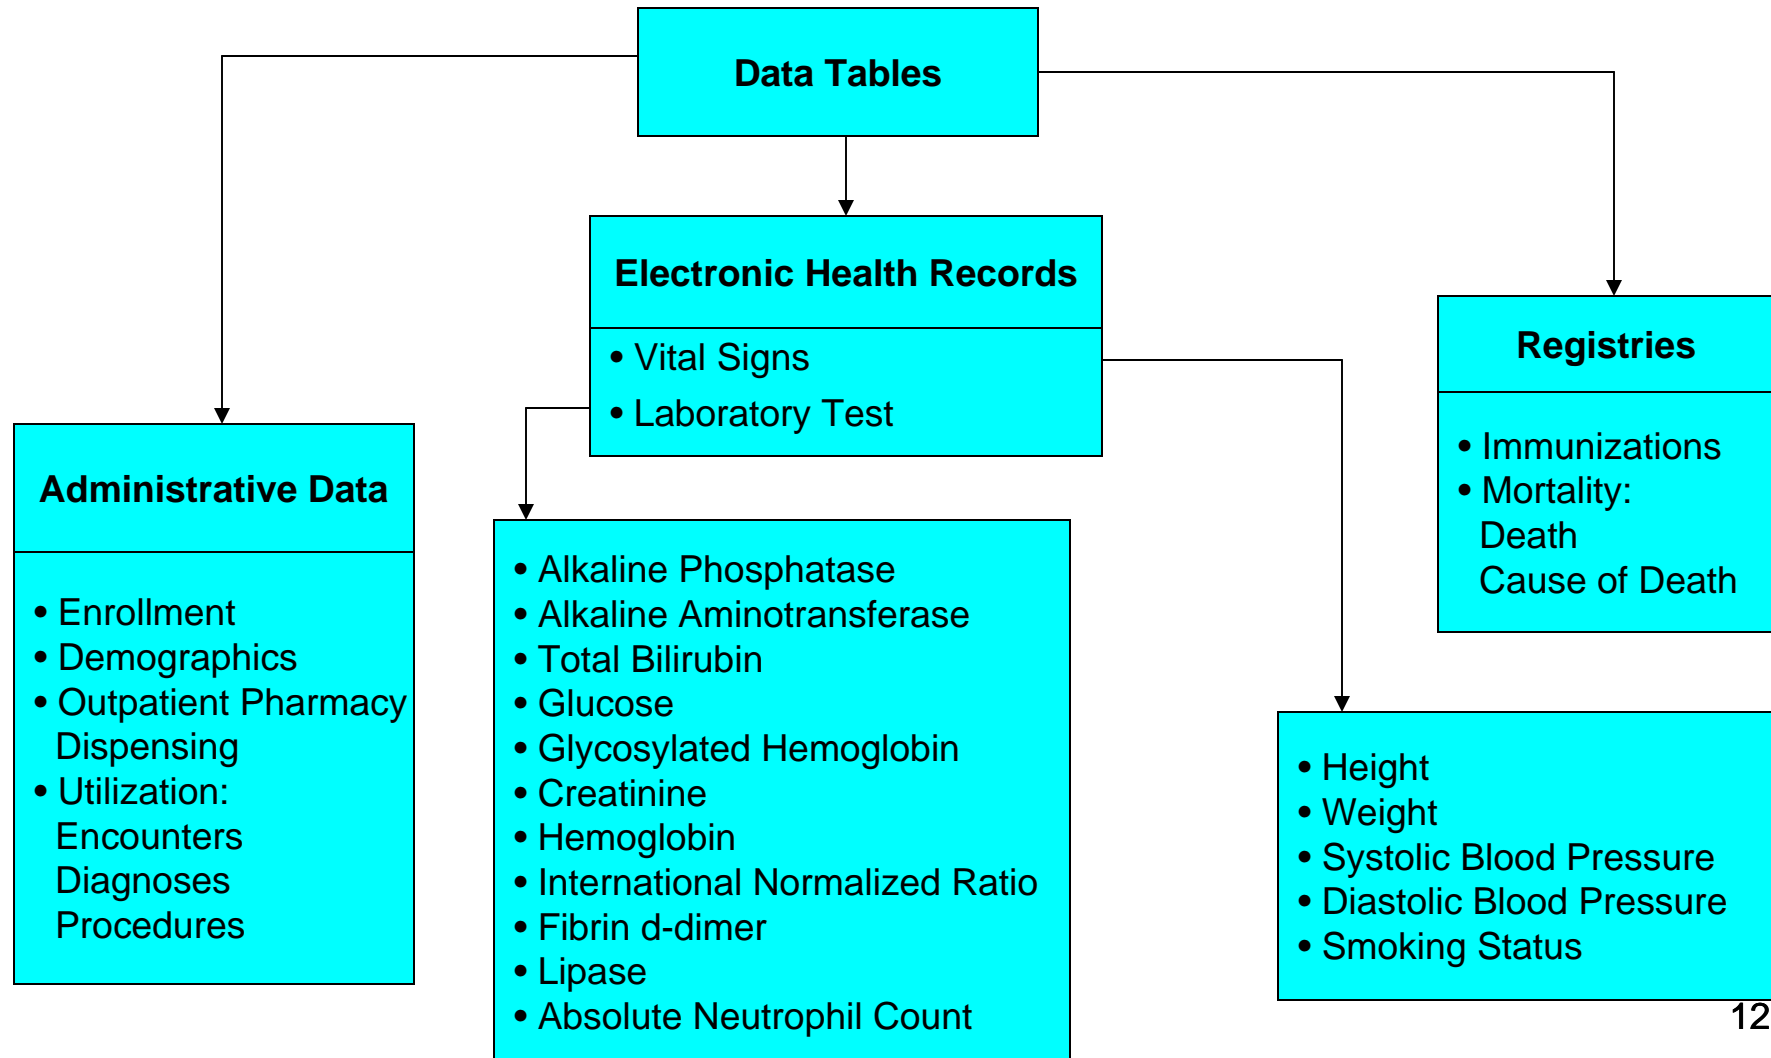 Data Tables
Electronic Health Records
• Vital Signs
• Laboratory Test
Registries
• Immunizations
• Mortality:
Death
Cause of Death
Administrative Data
• Enrollment
• Demographics
• Outpatient Pharmacy
Dispensing
• Utilization:
Encounters
Diagnoses
Procedures
• Alkaline Phosphatase
• Alkaline Aminotransferase
• Total Bilirubin
• Glucose
• Glycosylated Hemoglobin
• Creatinine
• Hemoglobin
• International Normalized Ratio
• Fibrin d-dimer
• Lipase
• Absolute Neutrophil Count
• Height
• Weight
• Systolic Blood Pressure
• Diastolic Blood Pressure
• Smoking Status
12